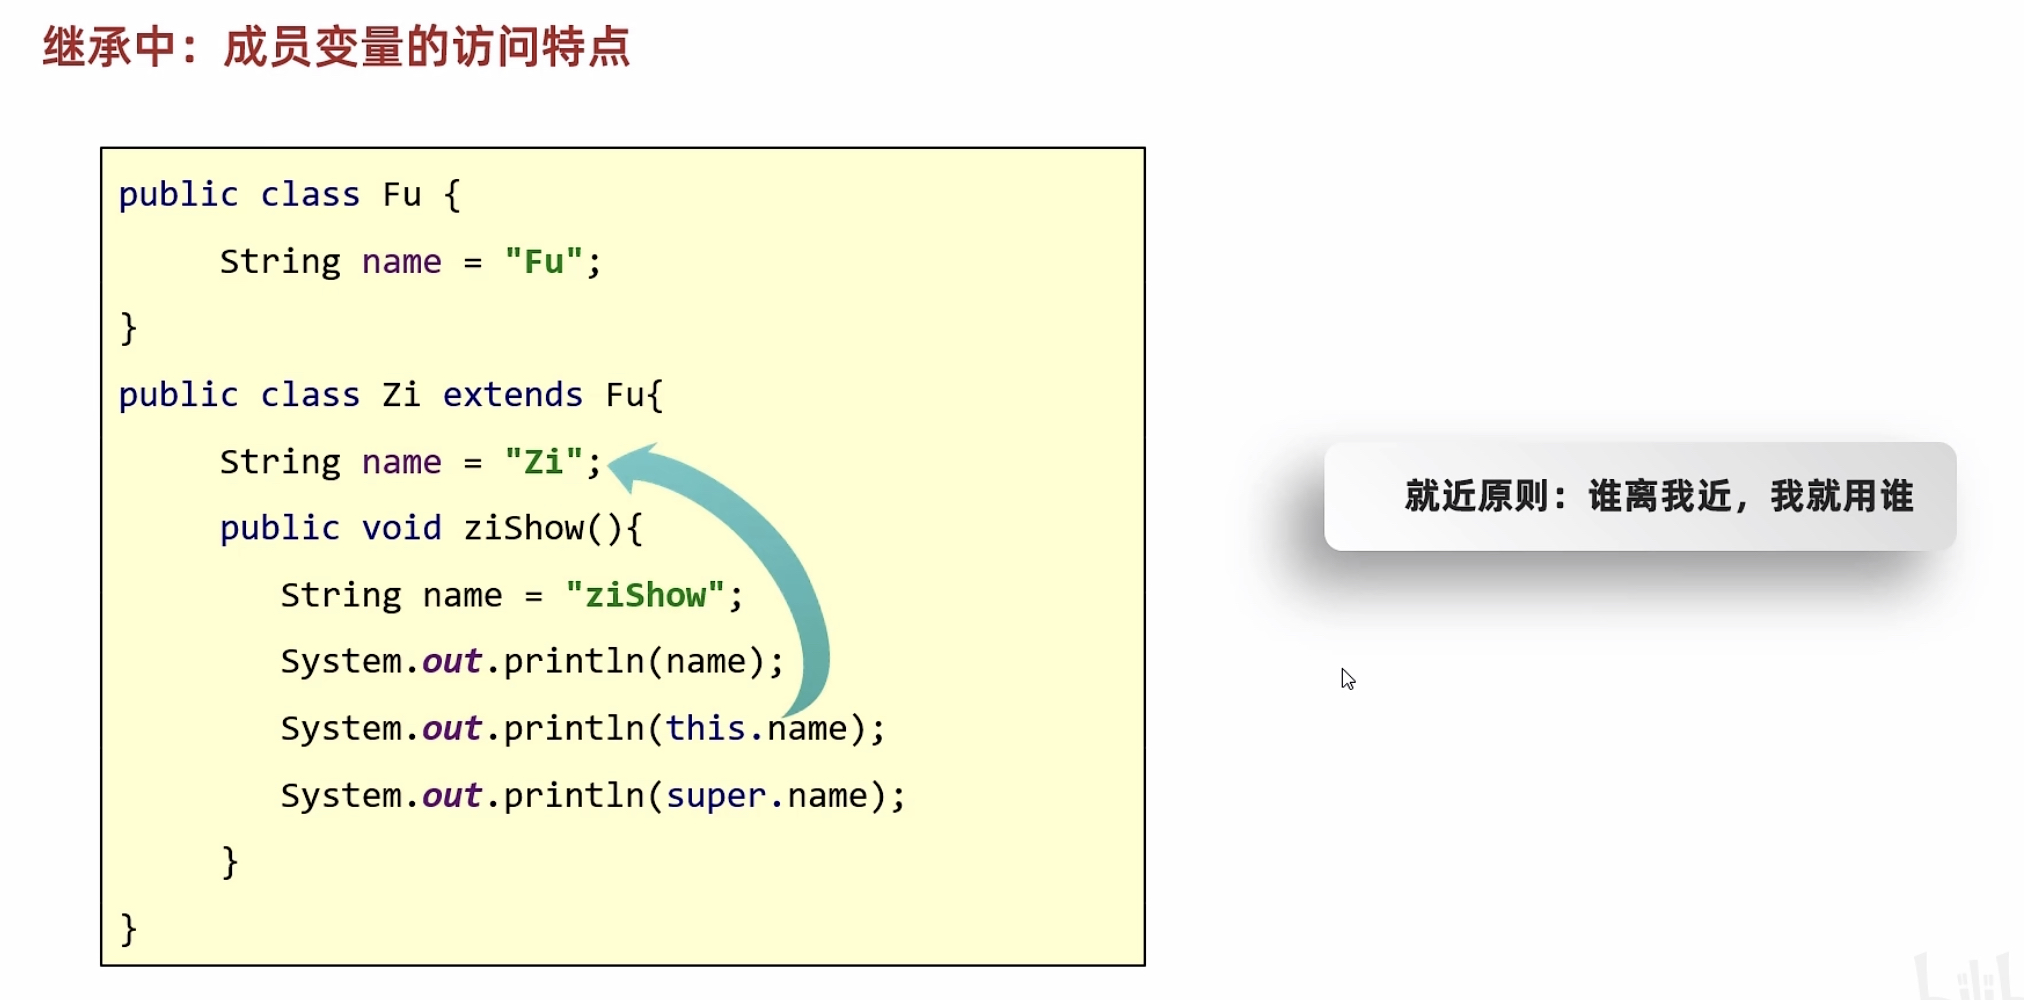 继承中：成员变量的访问特点
public class Fu {
String name = "Fu";
}
public class Zi extends Fu{
String name = "Zi";
public void ziShow(){
String name = "ziShow";
System.out.println(name);
System.out.println(this.name);
System.out.println(super.name);
}
}
就近原则：谁离我近，我就用谁